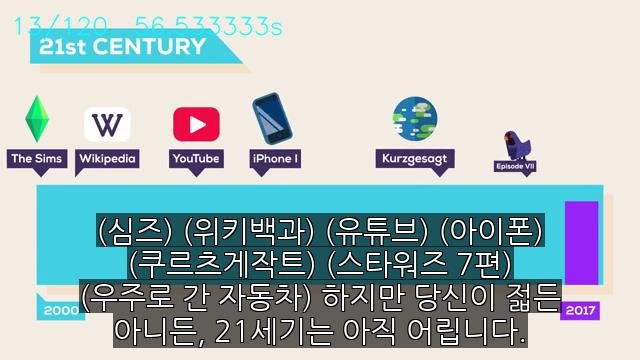 13/120 56.533333s
21st CENTURY
The Sims
Wikipedia
YouTube
iPhone I
Kurzgesagt
Episode VII
W
(심즈) (위키백과) (유튜브) (아이폰)
(쿠르츠게작트) (스타워즈 7편)
(우주로 간 자동차) 하지만 당신이 젊든
아니든, 21세기는 아직 어립니다.
2000
2017